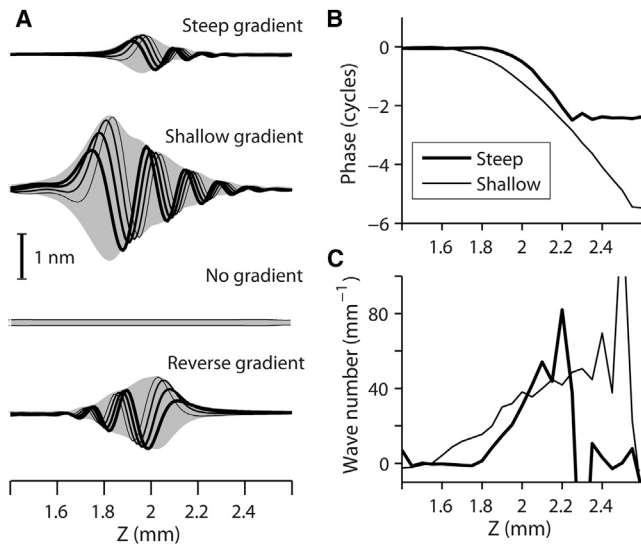 A
Steep gradient
Shallow gradient
1 nm
No gradient
Reverse gradient
1.6 1.8 2 2.2 2.4
Z (mm)
B
0
−2
−4
−6
Phase (cycles)
Steep
Shallow
1.6 1.8 2.0 2.2 2.4
C
80
40
0
Wave number (mm−1)
1.6 1.8 2 2.2 2.4
Z (mm)